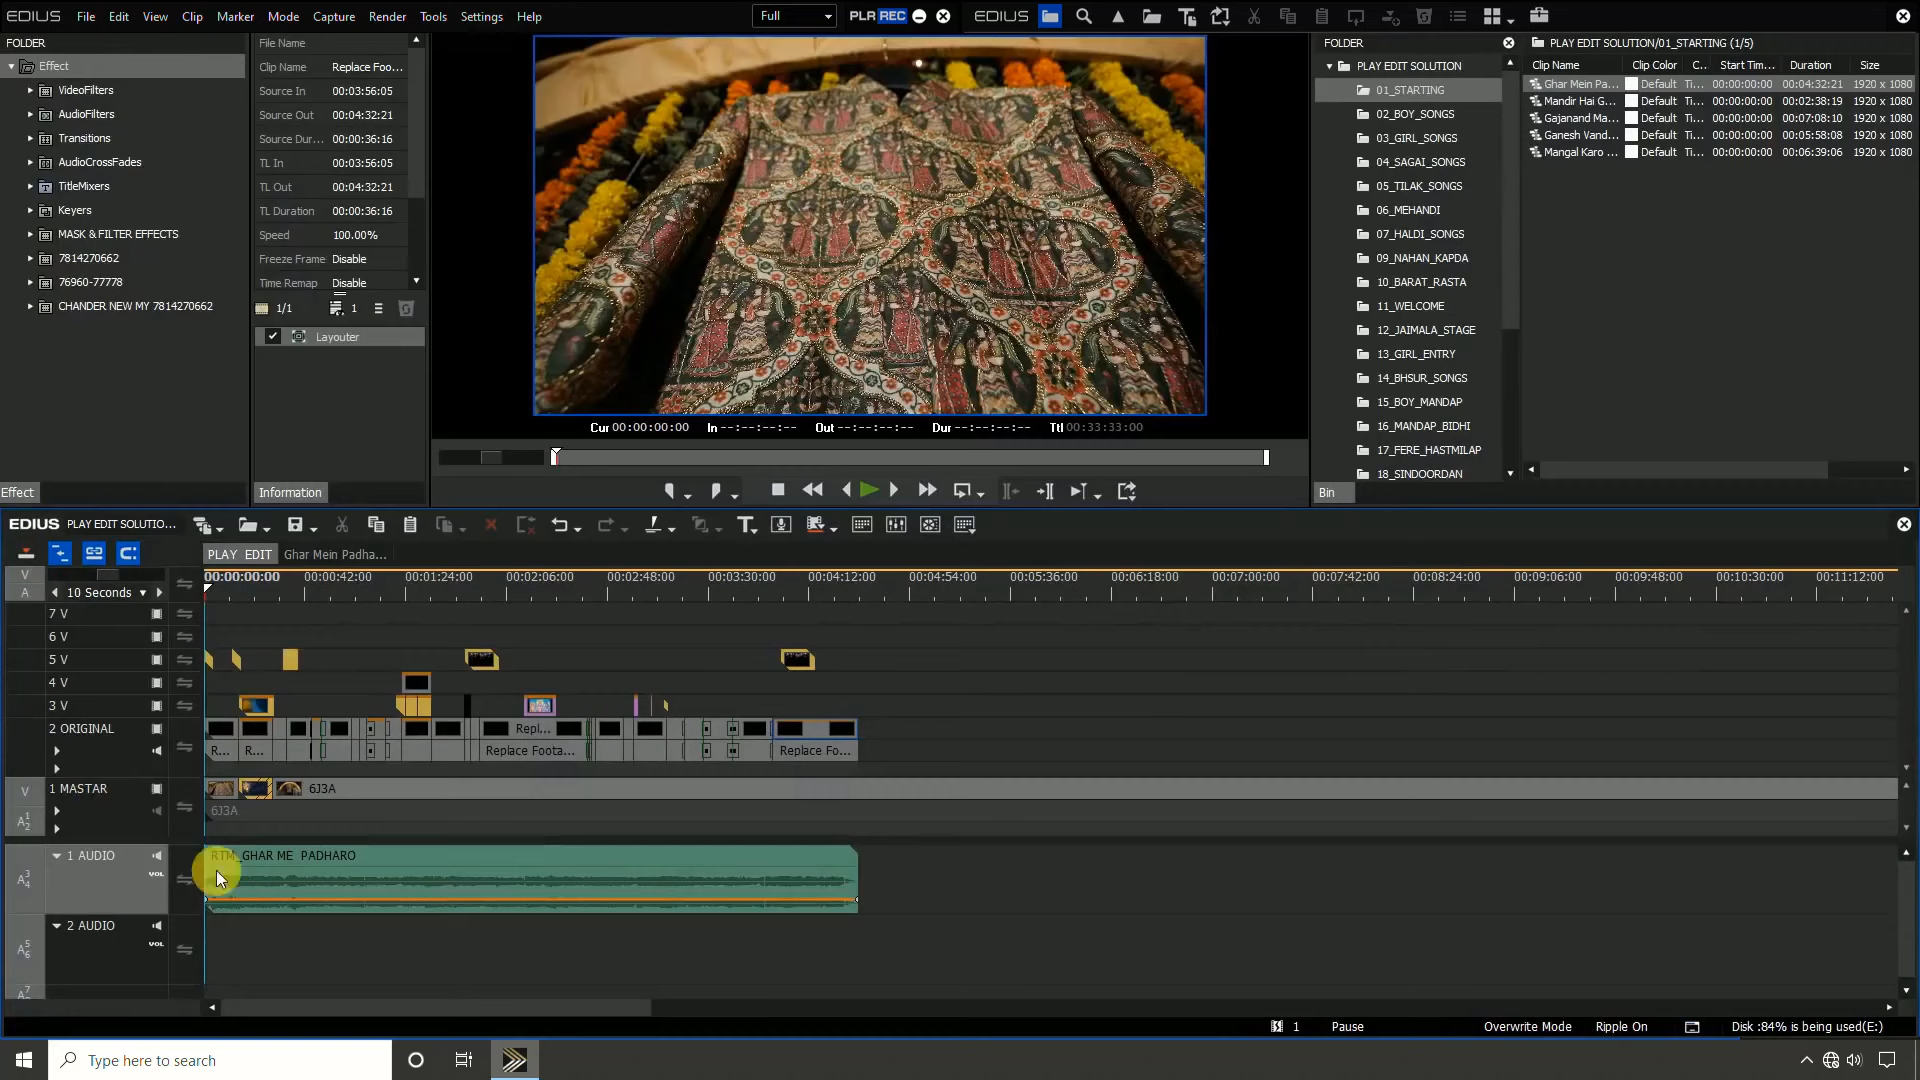 EDIUS File Edit View Clip Marker Mode Capture Render Tools Settings Help Full PLR REC EDIUS
FOLDER
Effect
VideoFilters
AudioFilters
Transitions
AudioCrossFades
TitleMixers
Keyers
MASK & FILTER EFFECTS
7814270662
76960-77778
CHANDER NEW MY 7814270662
Effect
File Name
Clip Name Replace Foo...
Source In 00:03:56:05
Source Out 00:04:32:21
Source Dur... 00:00:36:16
TL In 00:03:56:05
TL Out 00:04:32:21
TL Duration 00:00:36:16
Speed 100.00%
Freeze Frame Disable
Time Remap Disable
1/1 1
Layouter
Information
Cur 00:00:00:00 In --:--:--:-- Out --:--:--:-- Dur --:--:--:-- Ttl 00:33:33:00
FOLDER
PLAY EDIT SOLUTION
01_STARTING
02_BOY_SONGS
03_GIRL_SONGS
04_SAGAI_SONGS
05_TILAK_SONGS
06_MEHANDI
07_HALDI_SONGS
09_NAHAN_KAPDA
10_BARAT_RASTA
11_WELCOME
12_JAIMALA_STAGE
13_GIRL_ENTRY
14_BHSUR_SONGS
15_BOY_MANDAP
16_MANDAP_BIDHI
17_FERE_HASTMILAP
18_SINDOORDAN
Bin
PLAY EDIT SOLUTION/01_STARTING (1/5)
Clip Name Clip Color C... Start Tim... Duration Size
Ghar Mein Pa... Default Ti... 00:00:00:00 00:04:32:21 1920 x 1080
Mandir Hai G... Default Ti... 00:00:00:00 00:02:38:19 1920 x 1080
Gajanand Ma... Default Ti... 00:00:00:00 00:07:08:10 1920 x 1080
Ganesh Vand... Default Ti... 00:00:00:00 00:05:58:08 1920 x 1080
Mangal Karo ... Default Ti... 00:00:00:00 00:06:39:06 1920 x 1080
EDIUS PLAY EDIT SOLUTIO...
PLAY EDIT Ghar Mein Padha...
V
A 10 Seconds
00:00:00:00 00:00:42:00 00:01:24:00 00:02:06:00 00:02:48:00 00:03:30:00 00:04:12:00 00:04:54:00 00:05:36:00 00:06:18:00 00:07:00:00 00:07:42:00 00:08:24:00 00:09:06:00 00:09:48:00 00:10:30:00 00:11:12:00
7 V
6 V
5 V
4 V
3 V
2 ORIGINAL Repl...
R... R... Replace Foota... Replace Fo...
V 1 MASTAR 6J3A
A12 6J3A
1 AUDIO RTM_GHAR ME PADHARO
A34 VOL
2 AUDIO
A56 VOL
A7
1 Pause Overwrite Mode Ripple On Disk :84% is being used(E:)
Type here to search